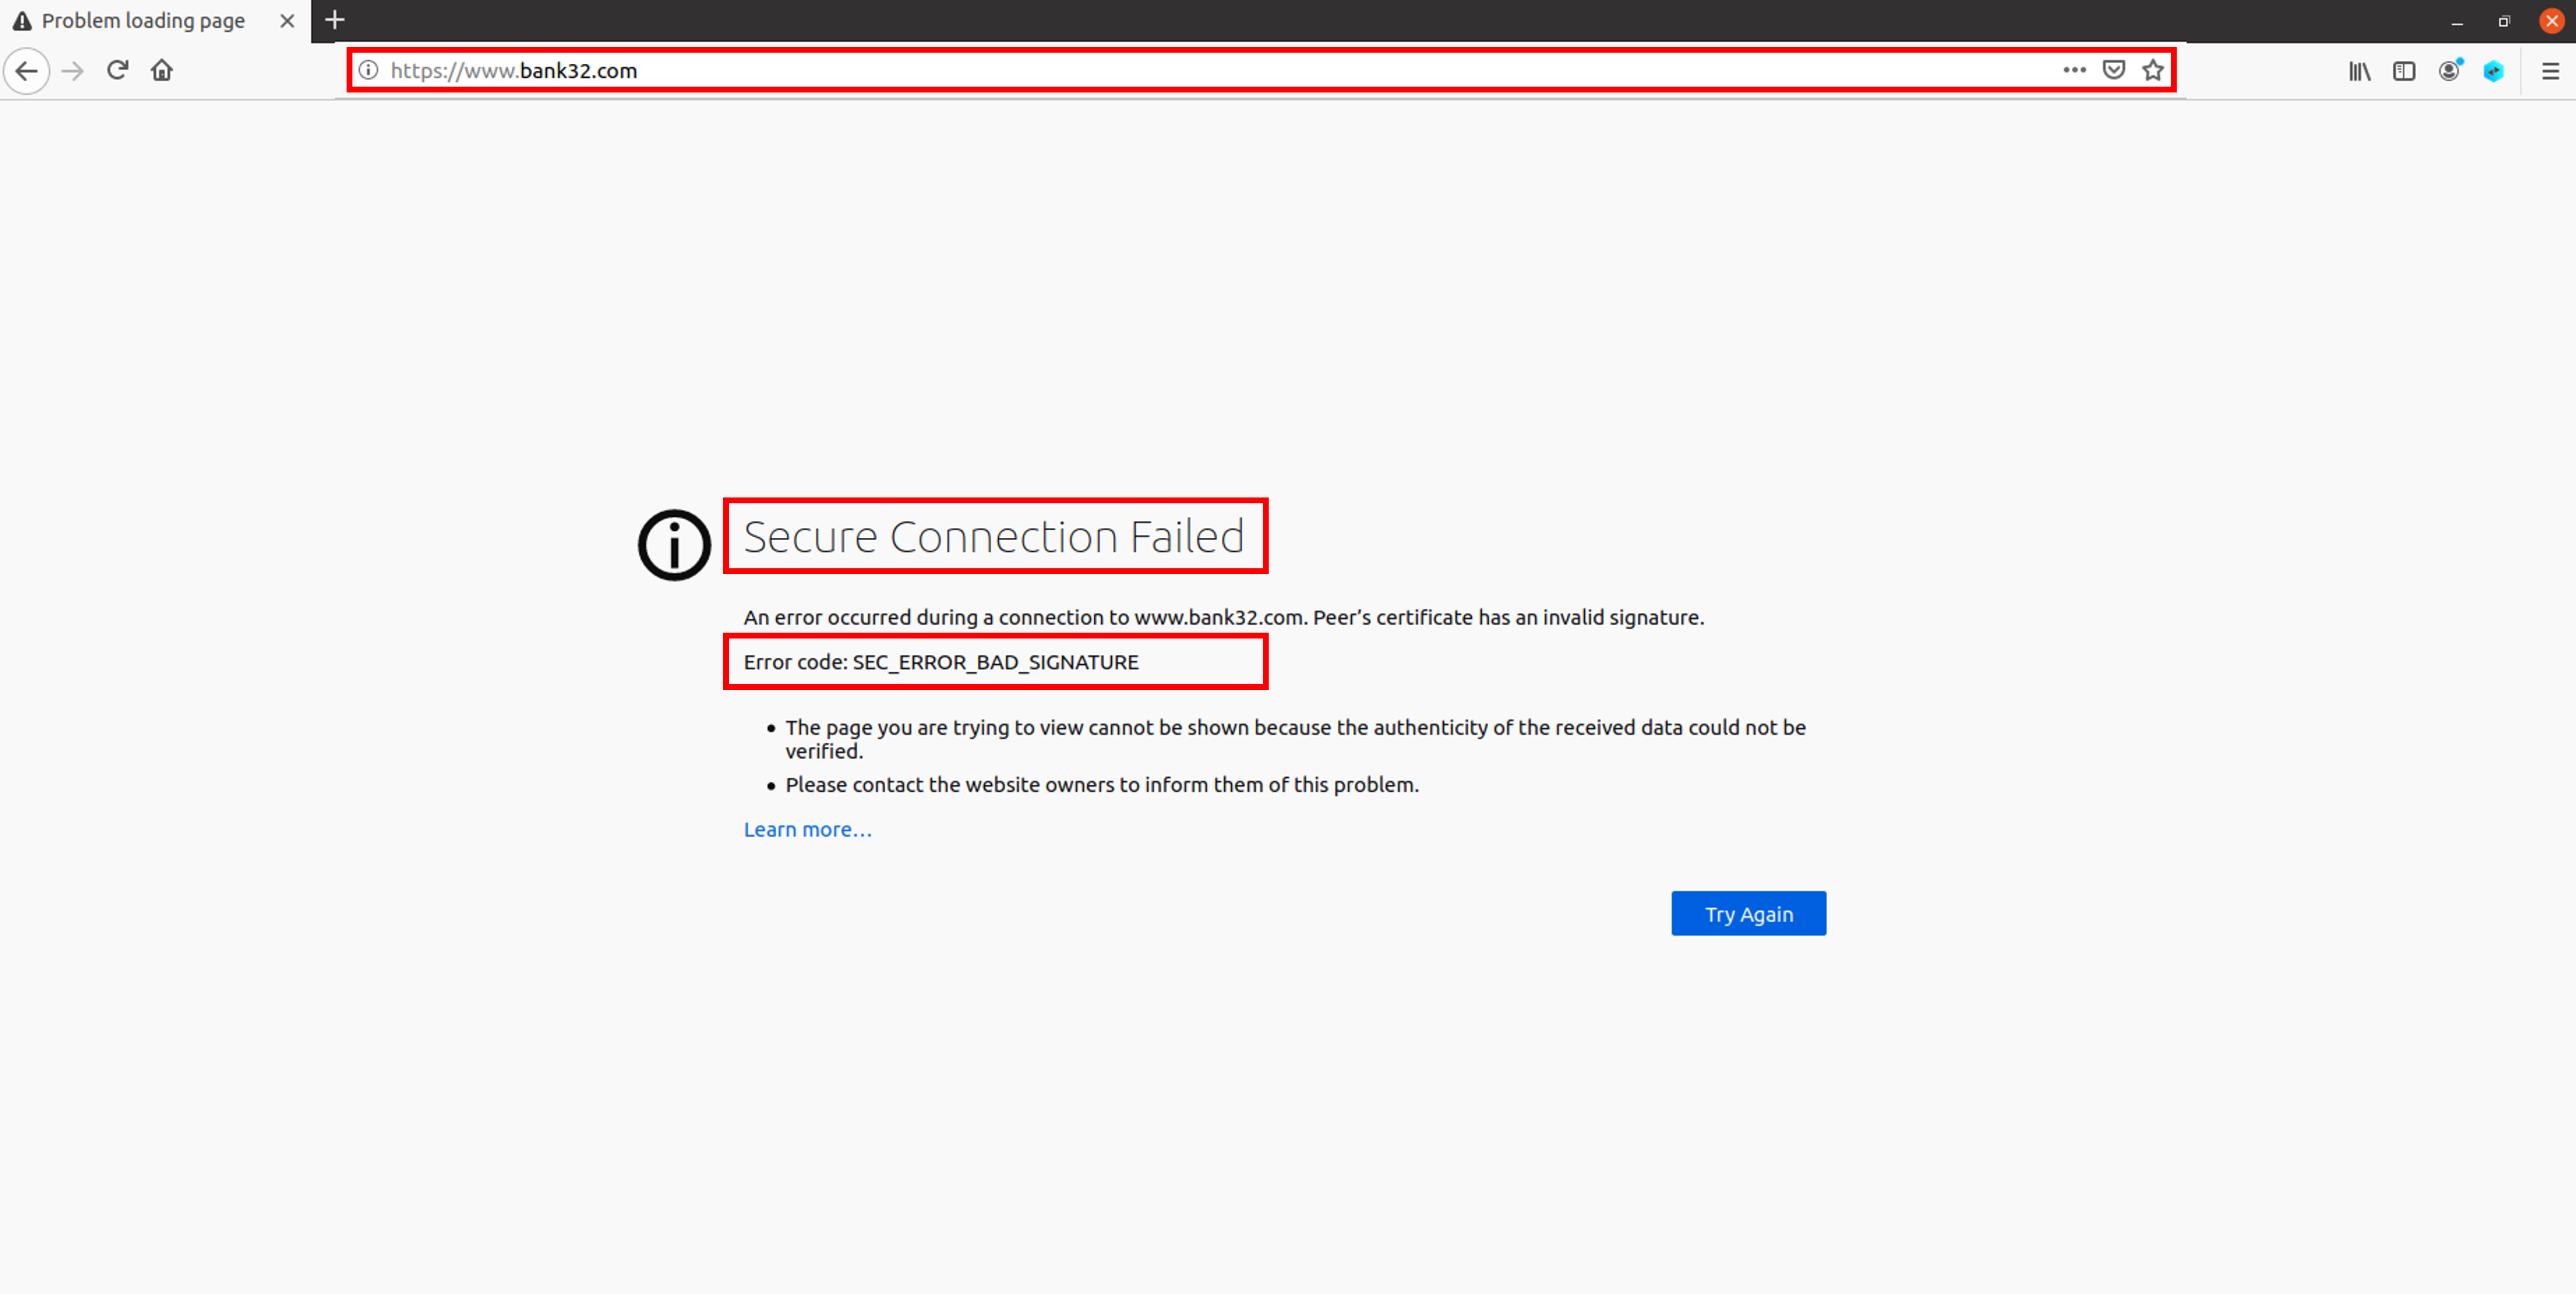 Problem loading page
https://www.bank32.com
Secure Connection Failed
An error occurred during a connection to www.bank32.com. Peer’s certificate has an invalid signature.
Error code: SEC_ERROR_BAD_SIGNATURE
The page you are trying to view cannot be shown because the authenticity of the received data could not be
verified.
Please contact the website owners to inform them of this problem.
Learn more…
Try Again